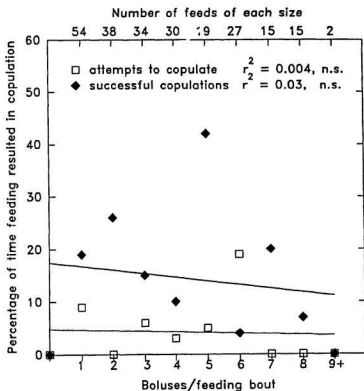 Number of feeds of each size
54 38 34 30 19 27 15 15 2
60
50
40
30
20
10
0
□ attempts to copulate r² = 0.004, n.s.
◆ successful copulations r² = 0.03, n.s.
Percentage of time feeding resulted in copulation
1 2 3 4 5 6 7 8 9+
Boluses/feeding bout